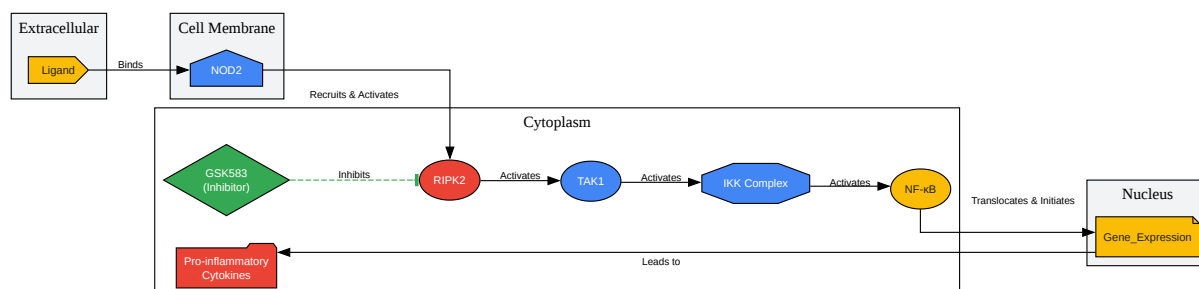 Extracellular
Cell Membrane
Ligand
Binds
NOD2
Recruits & Activates
Cytoplasm
GSK583
(Inhibitor)
Inhibits
RIPK2
Activates
TAK1
Activates
IKK Complex
Activates
NF-κB
Translocates & Initiates
Nucleus
Gene_Expression
Pro-inflammatory
Cytokines
Leads to